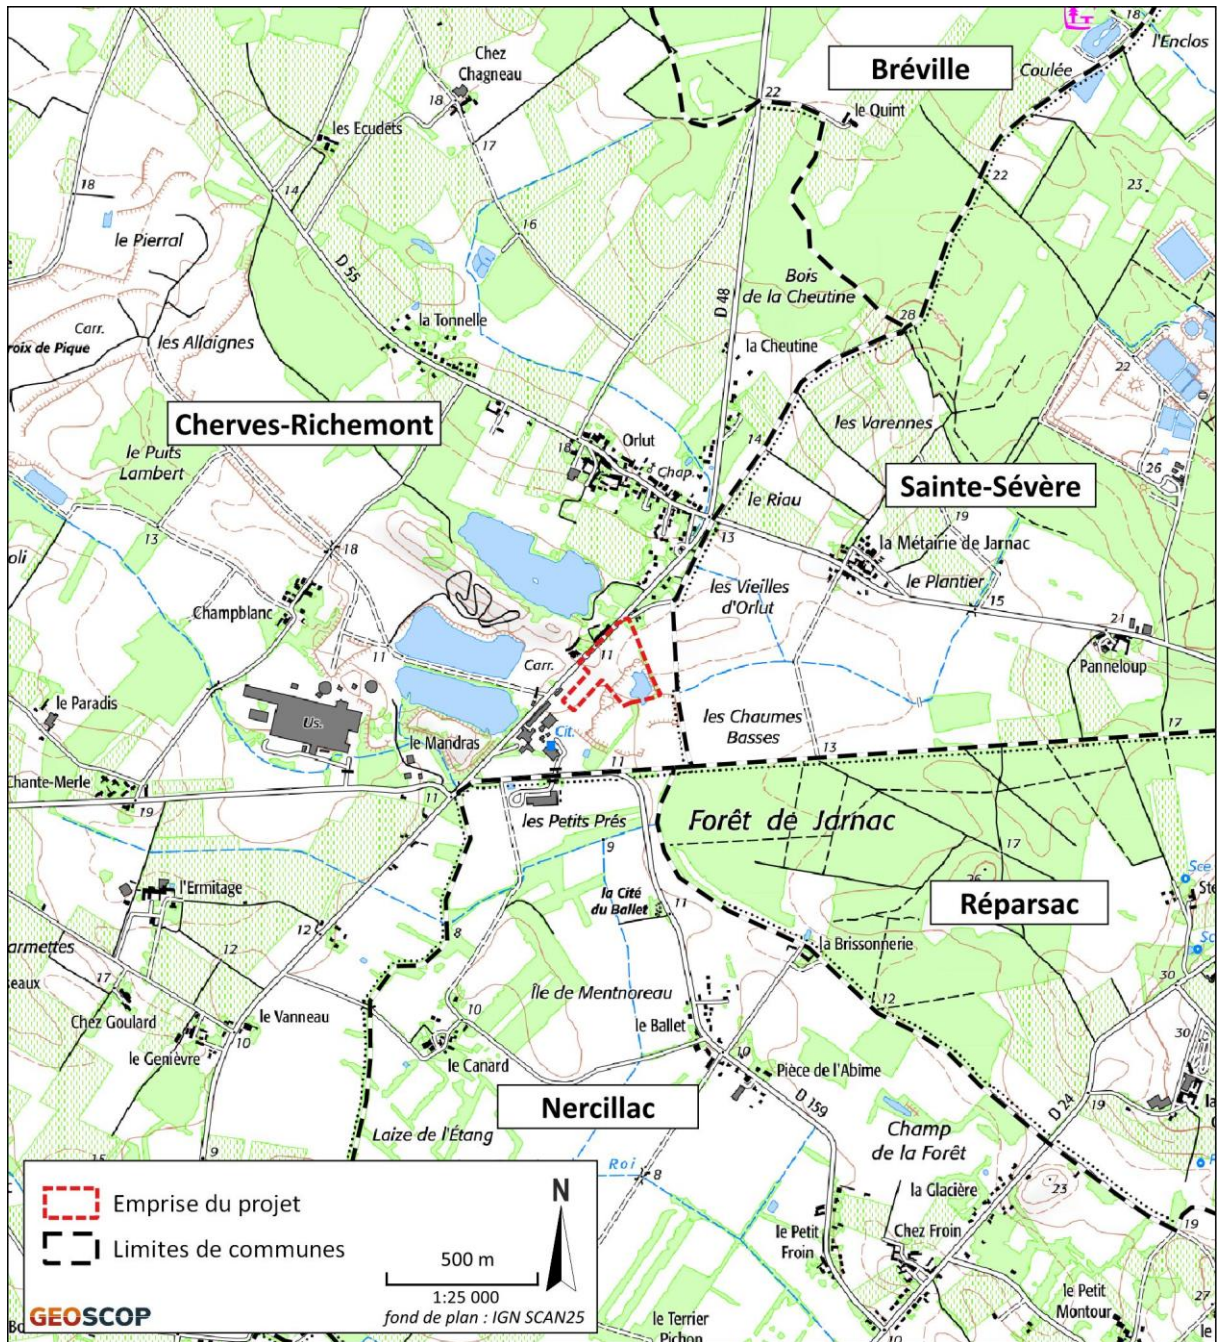 18
l'Enclos
Chez
Chagneau
Bréville
Coulée
18
22
le Quint
les Ecudets
17
22
18
14
23
16
le Pierral
D 55
Bois
de la Cheutine
D 48
28
Carr.
les Allaignes
la Tonnelle
la Cheutine
22
Cherves-Richemont
les Varennes
le Puits
Lambert
18
Orlut
Chap.
14
26
Sainte-Sévère
le Riau
19
13
13
18
la Métairie de Jarnac
les Vieilles
d'Orlut
le Plantier
15
Champblanc
21
11
Carr.
11
Panneloup
le Paradis
Us.
les Chaumes
Basses
17
le Mandras
Cit.
13
Chante-Merle
11
19
11
les Petits Prés
Forêt de Jarnac
17
9
26
Sce
l'Ermitage
la Cité
du Ballet
11
Réparsac
12
12
8
la Brissonnerie
30
17
Île de Mentnoreau
12
Chez Goulard
le Vanneau
10
le Ballet
30
le Genièvre
10
le Canard
10
Pièce de l'Abîme
Nercillac
D 159
D 24
19
Laize de l'Étang
Champ
de la Forêt
9
Roi
8
la Glacière
23
Emprise du projet
N
19
Limites de communes
le Petit
Froin
Chez Froin
500 m
le Petit
Montour
27
1:25 000
GEOSCOP
fond de plan : IGN SCAN25
le Terrier
Pichon
10